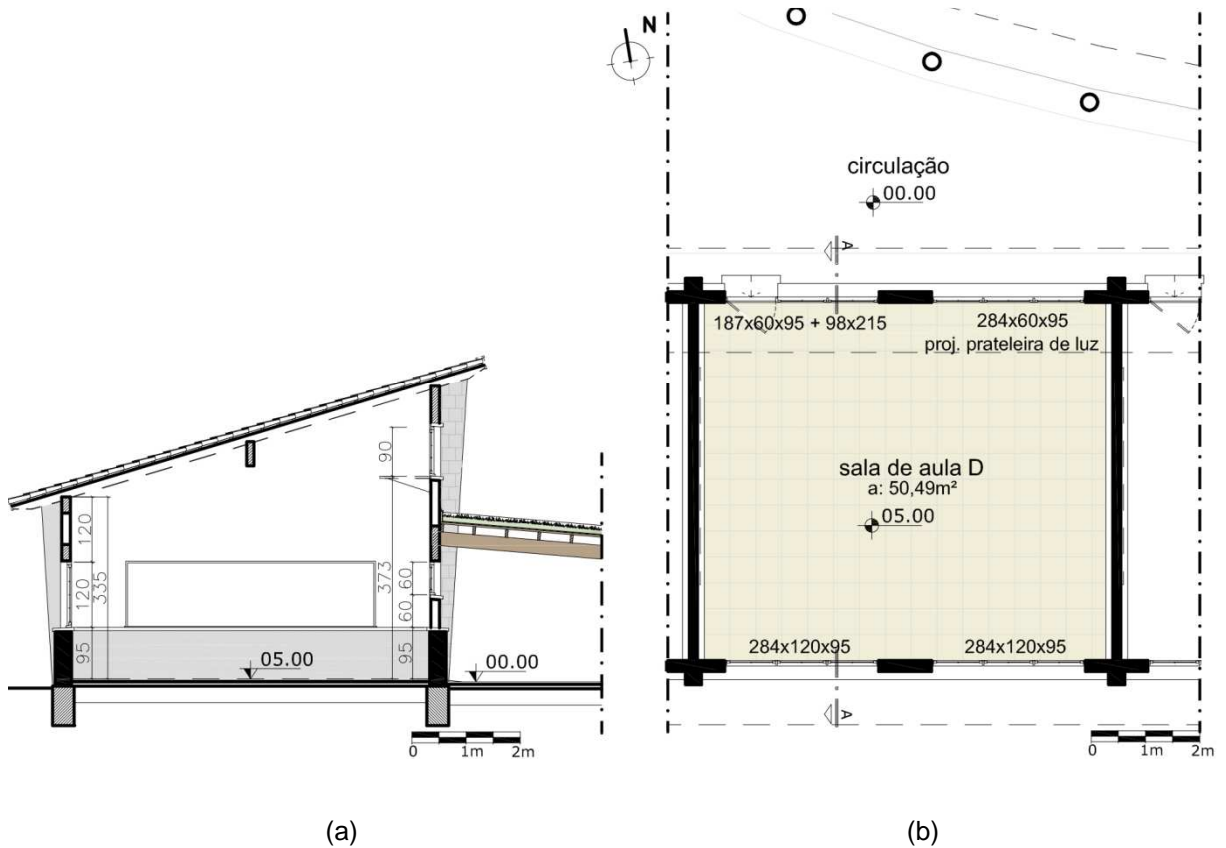 N
circulação
00.00
A
187x60x95 + 98x215
284x60x95
proj. prateleira de luz
sala de aula D
a: 50,49m²
05.00
284x120x95
284x120x95
A
0 1m 2m
90
120
120
335
95
373
60
60
95
05.00
00.00
0 1m 2m
(a)
(b)